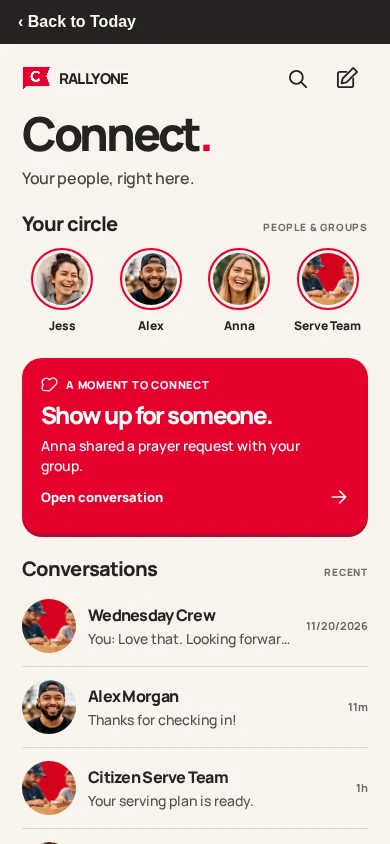 ‹ Back to Today
C RALLYONE
Connect.
Your people, right here.
Your circle
PEOPLE & GROUPS
Jess
Alex
Anna
Serve Team
A MOMENT TO CONNECT
Show up for someone.
Anna shared a prayer request with your
group.
Open conversation
Conversations
RECENT
Wednesday Crew
You: Love that. Looking forwar…
11/20/2026
Alex Morgan
Thanks for checking in!
11m
Citizen Serve Team
Your serving plan is ready.
1h